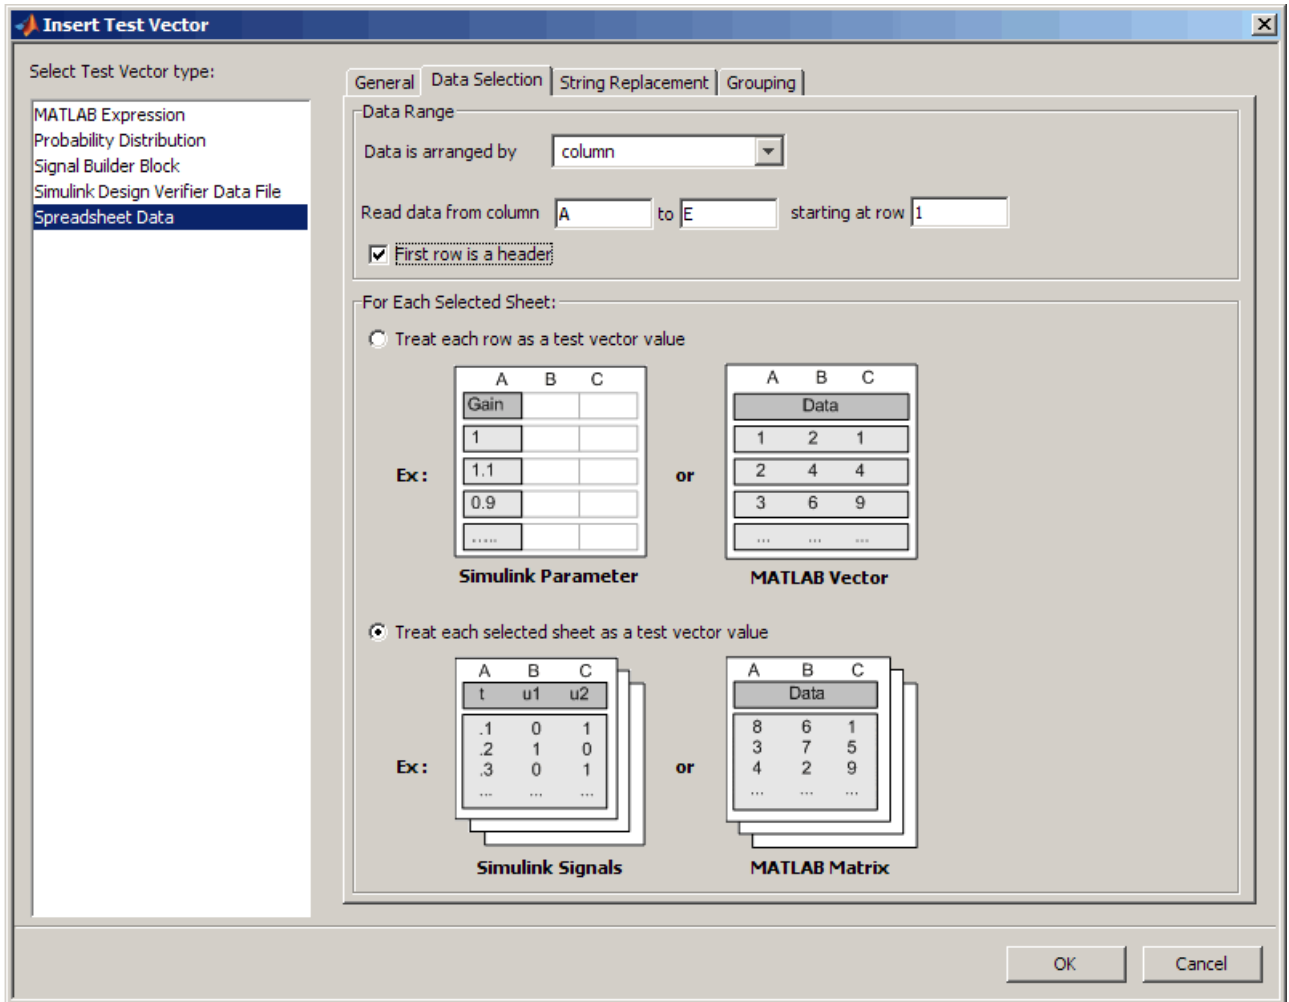 Insert Test Vector
Select Test Vector type:
MATLAB Expression
Probability Distribution
Signal Builder Block
Simulink Design Verifier Data File
Spreadsheet Data
General Data Selection String Replacement Grouping
Data Range
Data is arranged by column
Read data from column A to E starting at row 1
First row is a header
For Each Selected Sheet:
Treat each row as a test vector value
A B C
Gain
1
1.1
0.9
.....
Ex:
Simulink Parameter
or
A B C
Data
1 2 1
2 4 4
3 6 9
... ... ...
MATLAB Vector
Treat each selected sheet as a test vector value
A B C
t u1 u2
.1 0 1
.2 1 0
.3 0 1
... ... ...
Ex:
Simulink Signals
or
A B C
Data
8 6 1
3 7 5
4 2 9
... ... ...
MATLAB Matrix
OK Cancel